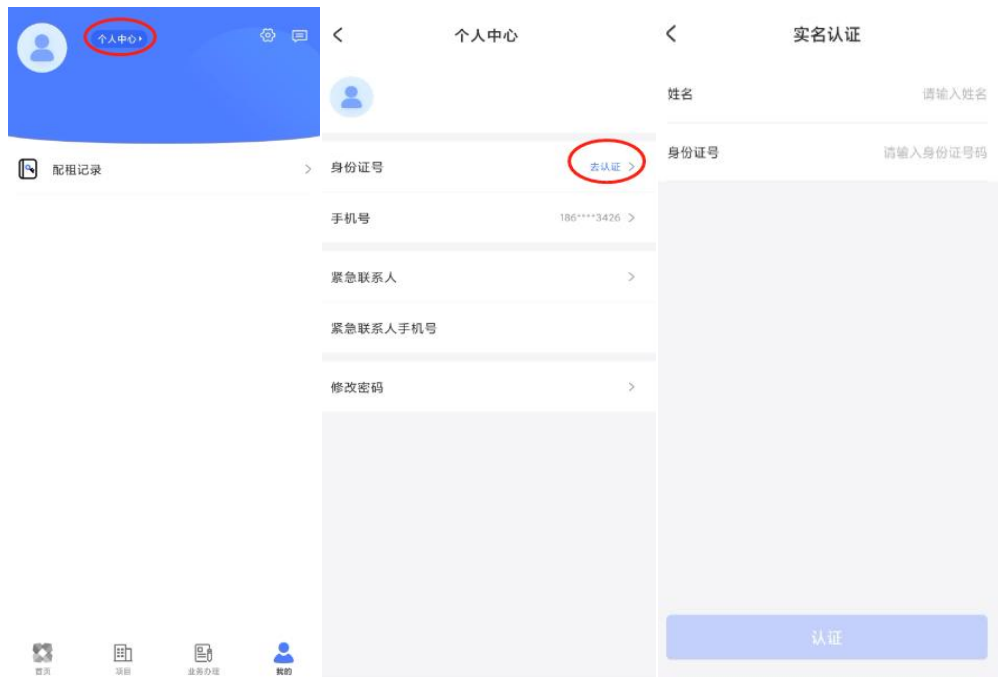 个人中心
配租记录
首页
项目
业务办理
我的
个人中心
身份证号
去认证
手机号
186****3426
紧急联系人
紧急联系人手机号
修改密码
实名认证
姓名
请输入姓名
身份证号
请输入身份证号码
认证